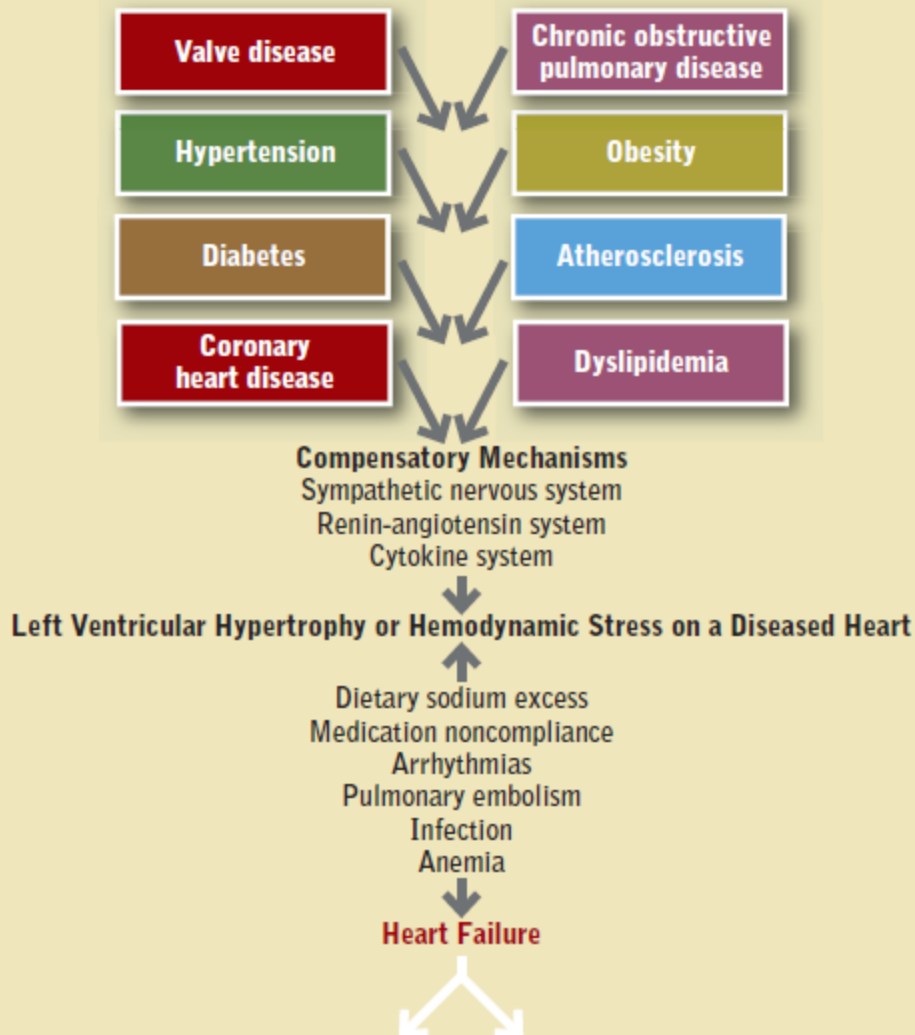 Valve disease
Chronic obstructive
pulmonary disease
Hypertension
Obesity
Diabetes
Atherosclerosis
Coronary
heart disease
Dyslipidemia
Compensatory Mechanisms
Sympathetic nervous system
Renin-angiotensin system
Cytokine system
Left Ventricular Hypertrophy or Hemodynamic Stress on a Diseased Heart
Dietary sodium excess
Medication noncompliance
Arrhythmias
Pulmonary embolism
Infection
Anemia
Heart Failure